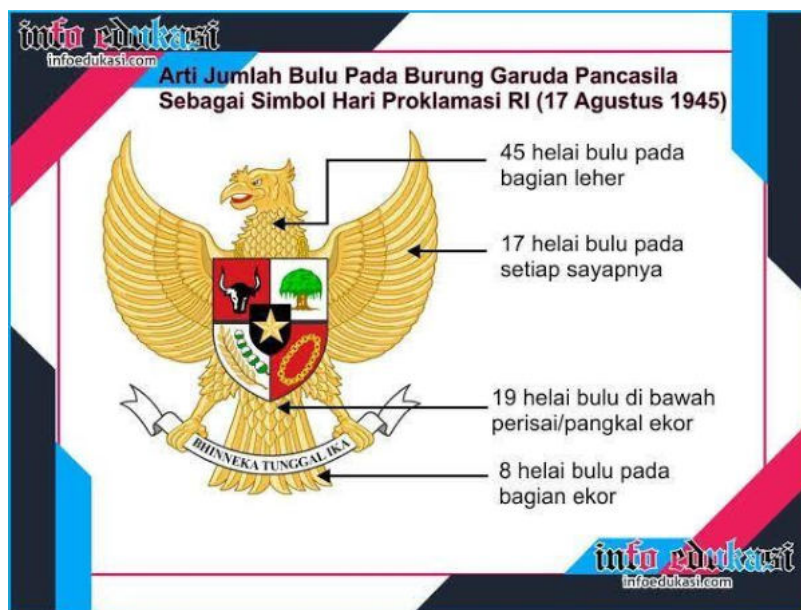 info edukasi
infoedukasi.com
Arti Jumlah Bulu Pada Burung Garuda Pancasila
Sebagai Simbol Hari Proklamasi RI (17 Agustus 1945)
45 helai bulu pada
bagian leher
17 helai bulu pada
setiap sayapnya
19 helai bulu di bawah
perisai/pangkal ekor
BHINNEKA TUNGGAL IKA
8 helai bulu pada
bagian ekor
info edukasi
infoedukasi.com